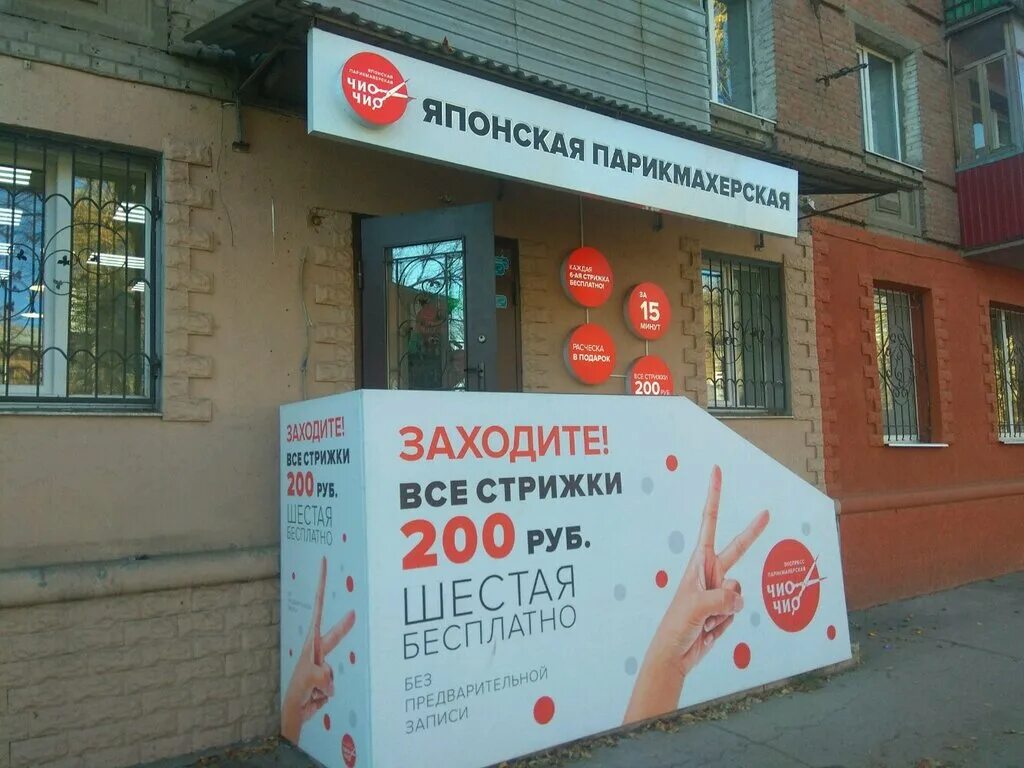 ЯПОНСКАЯ
ПАРИКМАХЕРСКАЯ
ЧИО
ЧИО
ЯПОНСКАЯ ПАРИКМАХЕРСКАЯ
КАЖДАЯ
6-АЯ СТРИЖКА
БЕСПЛАТНО!
ЗА
15
МИНУТ
РАСЧЕСКА
В ПОДАРОК
ВСЕ СТРИЖКИ
200 РУБ.
ЗАХОДИТЕ!
ВСЕ СТРИЖКИ
200 РУБ.
ШЕСТАЯ
БЕСПЛАТНО
ЗАХОДИТЕ!
ВСЕ СТРИЖКИ
200 РУБ.
ШЕСТАЯ
БЕСПЛАТНО
БЕЗ
ПРЕДВАРИТЕЛЬНОЙ
ЗАПИСИ
ЭКСПРЕСС
ПАРИКМАХЕРСКАЯ
ЧИО
ЧИО